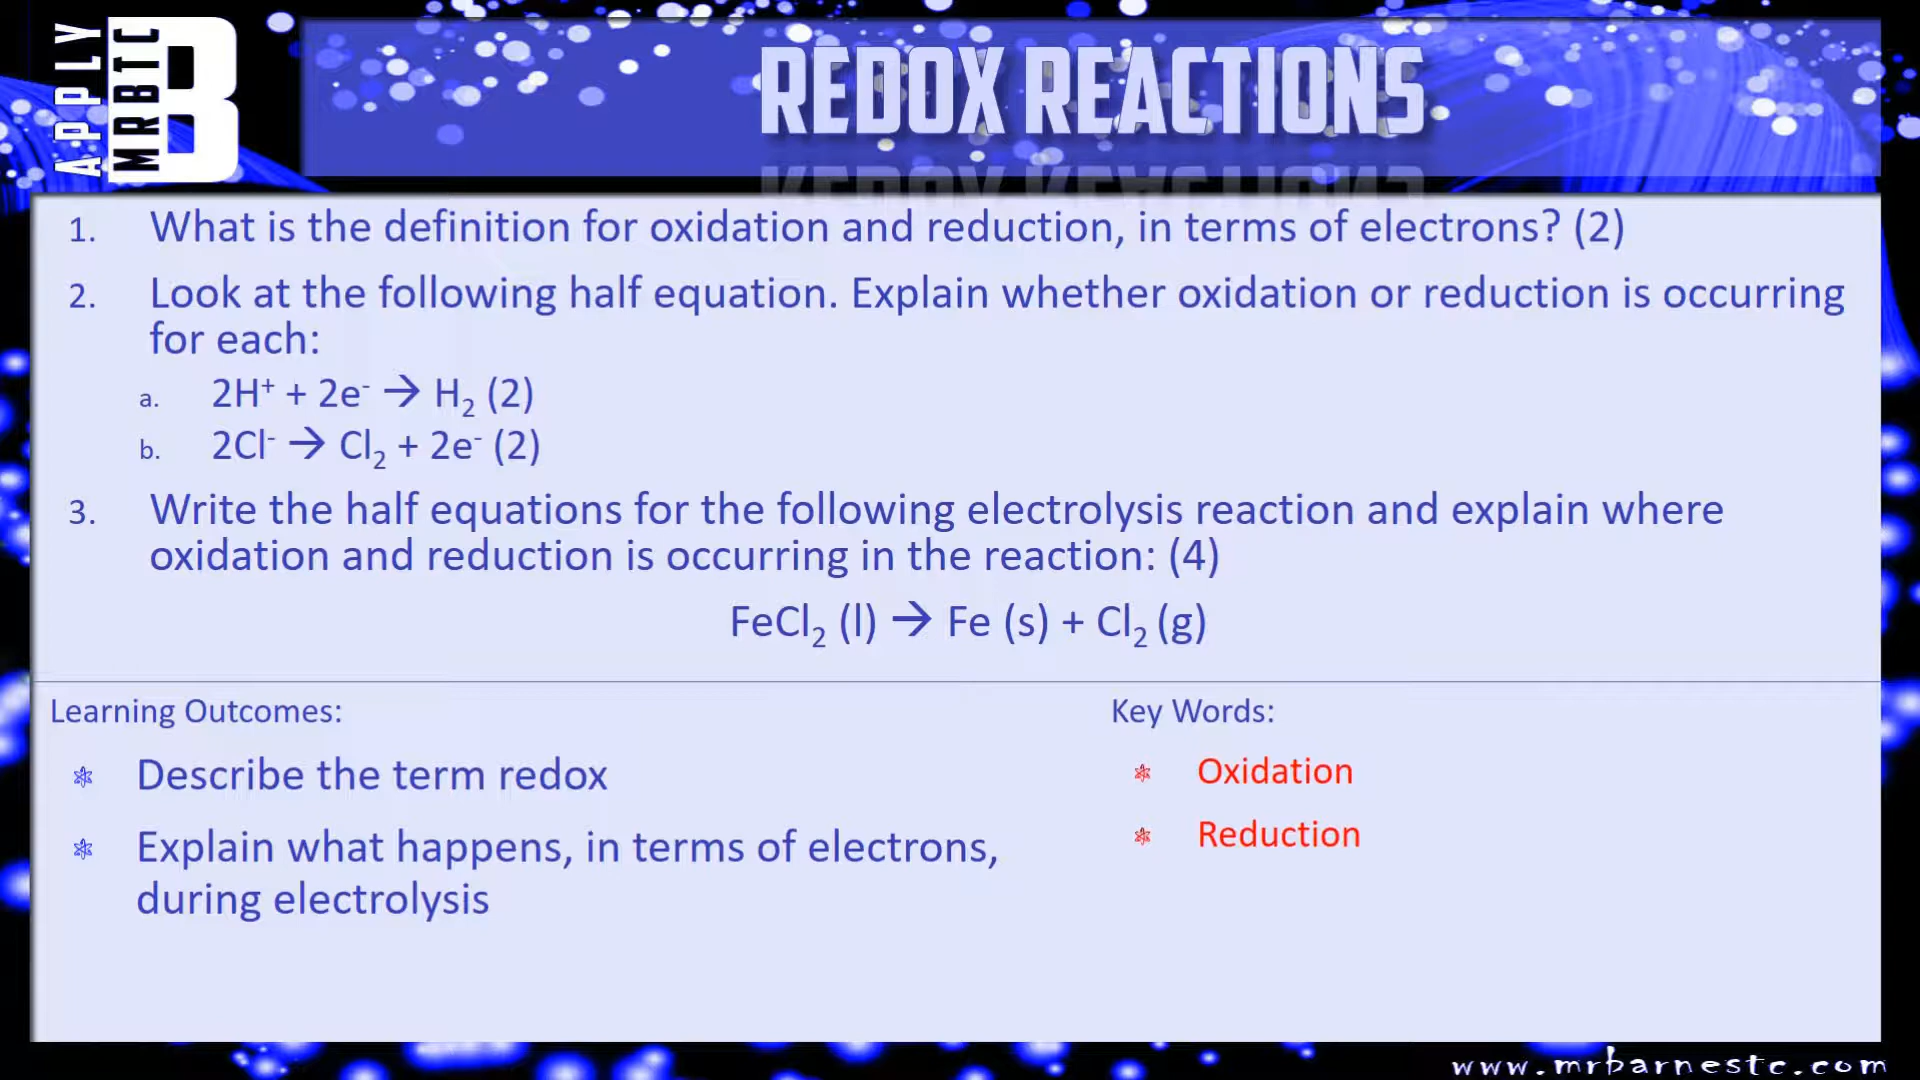 APPLY
MRBTC
B
REDOX REACTIONS
1. What is the definition for oxidation and reduction, in terms of electrons? (2)
2. Look at the following half equation. Explain whether oxidation or reduction is occurring
for each:
a. 2H⁺ + 2e⁻ → H₂ (2)
b. 2Cl⁻ → Cl₂ + 2e⁻ (2)
3. Write the half equations for the following electrolysis reaction and explain where
oxidation and reduction is occurring in the reaction: (4)
FeCl₂ (l) → Fe (s) + Cl₂ (g)
Learning Outcomes:
Describe the term redox
Explain what happens, in terms of electrons,
during electrolysis
Key Words:
Oxidation
Reduction
www.mrbarnestc.com